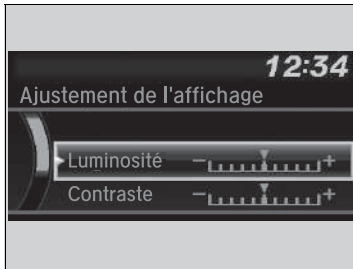 12:34
Ajustement de l'affichage
Luminosité − +
Contraste − +